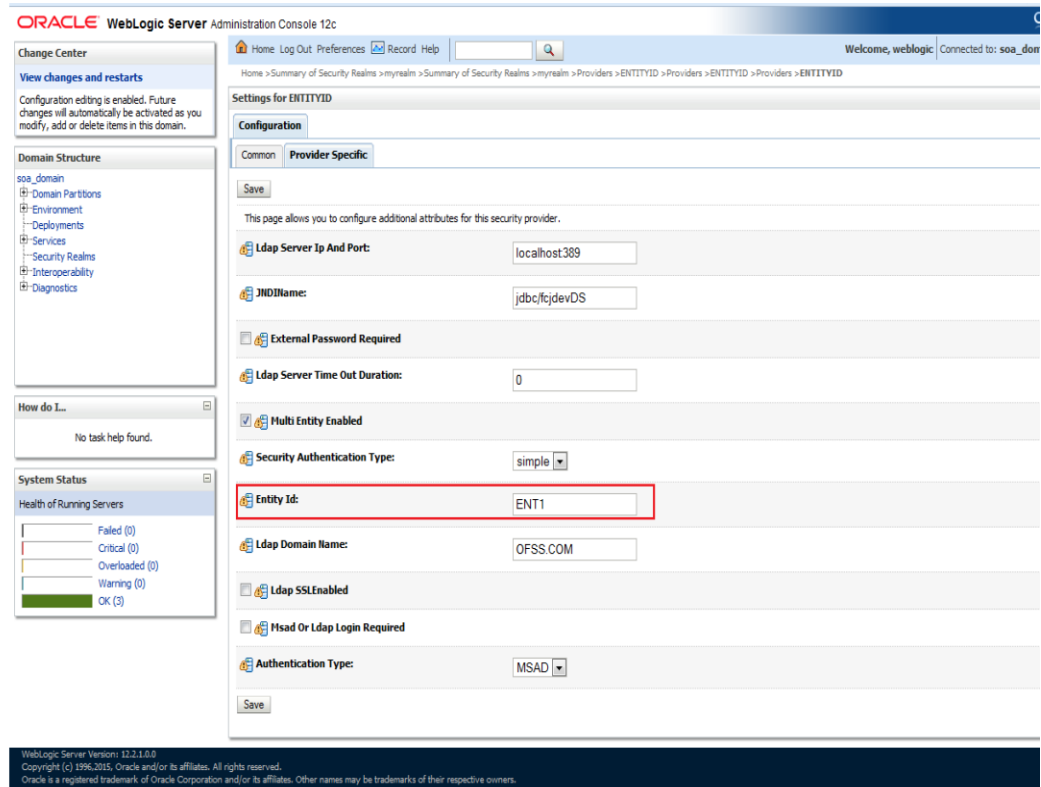 ORACLE WebLogic Server Administration Console 12c
Change Center
View changes and restarts
Configuration editing is enabled. Future
changes will automatically be activated as you
modify, add or delete items in this domain.
Domain Structure
soa_domain
Domain Partitions
Environment
Deployments
Services
Security Realms
Interoperability
Diagnostics
How do I...
No task help found.
System Status
Health of Running Servers
Failed (0)
Critical (0)
Overloaded (0)
Warning (0)
OK (3)
Home Log Out Preferences Record Help
Welcome, weblogic Connected to: soa_dom
Home >Summary of Security Realms >myrealm >Summary of Security Realms >myrealm >Providers >ENTITYID >Providers >ENTITYID >Providers >ENTITYID
Settings for ENTITYID
Configuration
Common Provider Specific
Save
This page allows you to configure additional attributes for this security provider.
Ldap Server Ip And Port: localhost:389
JNDIName: jdbc/fcjdevDS
External Password Required
Ldap Server Time Out Duration: 0
Multi Entity Enabled
Security Authentication Type: simple
Entity Id: ENT1
Ldap Domain Name: OFSS.COM
Ldap SSLEnabled
Msad Or Ldap Login Required
Authentication Type: MSAD
Save
WebLogic Server Version: 12.2.1.0.0
Copyright (c) 1996,2015, Oracle and/or its affiliates. All rights reserved.
Oracle is a registered trademark of Oracle Corporation and/or its affiliates. Other names may be trademarks of their respective owners.